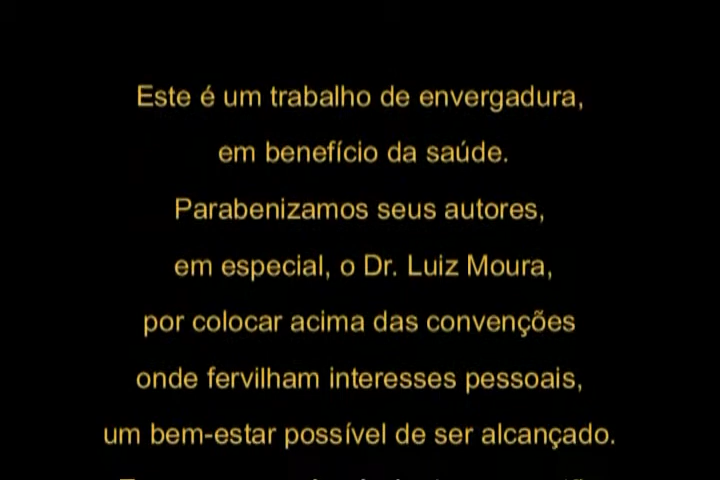 Este é um trabalho de envergadura,
em benefício da saúde.
Parabenizamos seus autores,
em especial, o Dr. Luiz Moura,
por colocar acima das convenções
onde fervilham interesses pessoais,
um bem-estar possível de ser alcançado.